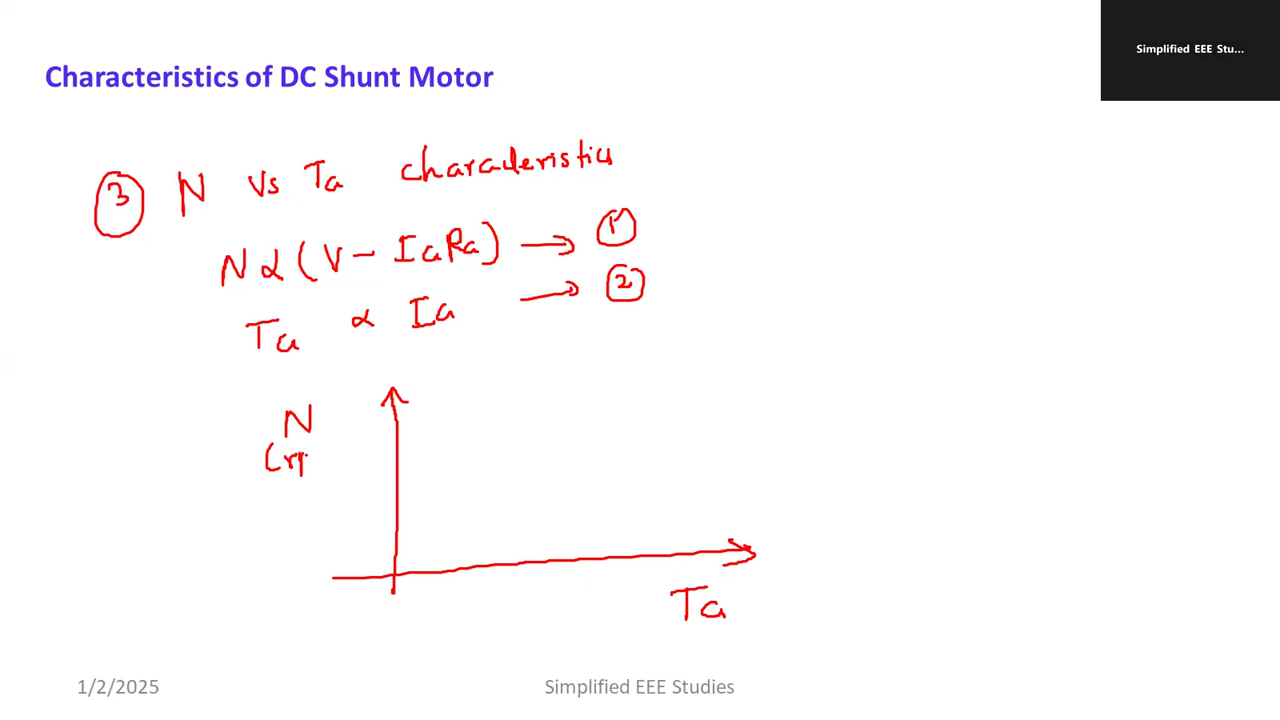 Simplified EEE Stu...
Characteristics of DC Shunt Motor
③ N Vs Ta characteristics
N ∝ (V - IaRa) → ①
Ta ∝ Ia → ②
N
(rp
Ta
1/2/2025
Simplified EEE Studies